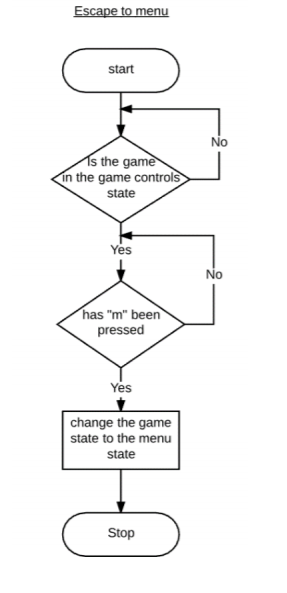 Escape to menu
start
No
Is the game
in the game controls
state
Yes
No
has "m" been
pressed
Yes
change the game
state to the menu
state
Stop